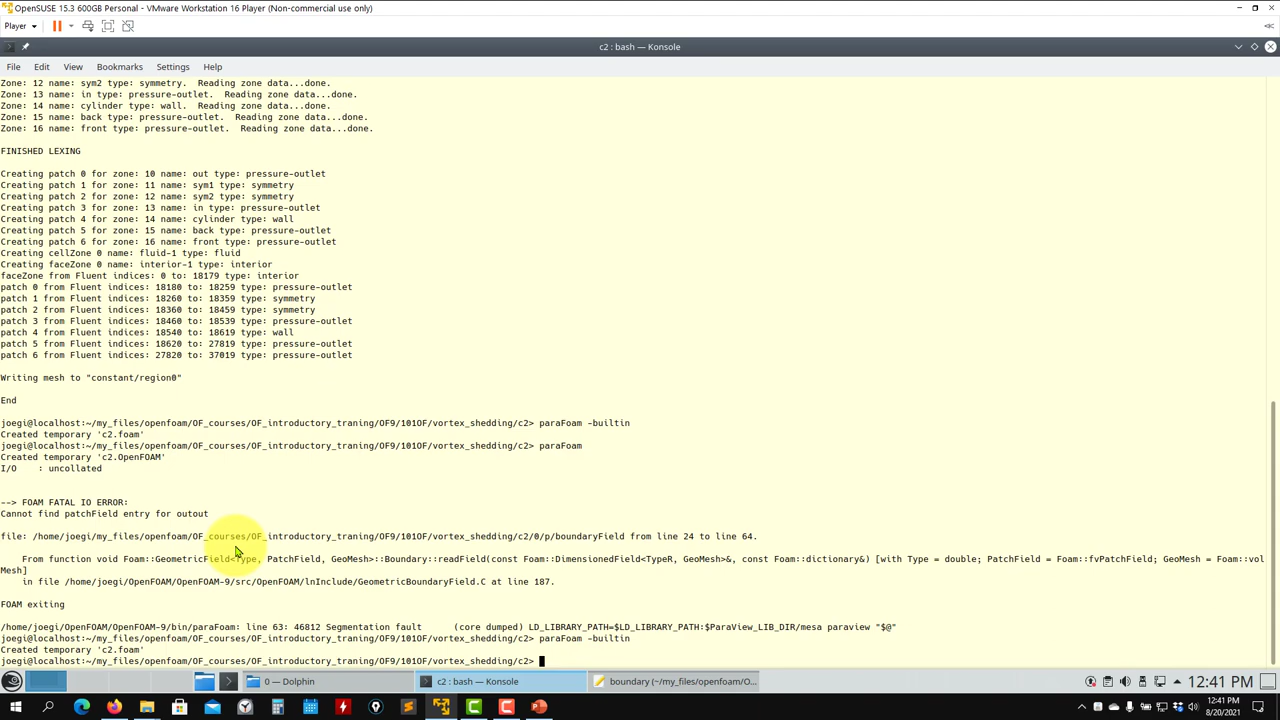 OpenSUSE 15.3 600GB Personal - VMware Workstation 16 Player (Non-commercial use only)
Player
c2 : bash — Konsole
File Edit View Bookmarks Settings Help
Zone: 12 name: sym2 type: symmetry.  Reading zone data...done.
Zone: 13 name: in type: pressure-outlet.  Reading zone data...done.
Zone: 14 name: cylinder type: wall.  Reading zone data...done.
Zone: 15 name: back type: pressure-outlet.  Reading zone data...done.
Zone: 16 name: front type: pressure-outlet.  Reading zone data...done.
FINISHED LEXING
Creating patch 0 for zone: 10 name: out type: pressure-outlet
Creating patch 1 for zone: 11 name: sym1 type: symmetry
Creating patch 2 for zone: 12 name: sym2 type: symmetry
Creating patch 3 for zone: 13 name: in type: pressure-outlet
Creating patch 4 for zone: 14 name: cylinder type: wall
Creating patch 5 for zone: 15 name: back type: pressure-outlet
Creating patch 6 for zone: 16 name: front type: pressure-outlet
Creating cellZone 0 name: fluid-1 type: fluid
Creating faceZone 0 name: interior-1 type: interior
faceZone from Fluent indices: 0 to: 18179 type: interior
patch 0 from Fluent indices: 18180 to: 18259 type: pressure-outlet
patch 1 from Fluent indices: 18260 to: 18359 type: symmetry
patch 2 from Fluent indices: 18360 to: 18459 type: symmetry
patch 3 from Fluent indices: 18460 to: 18539 type: pressure-outlet
patch 4 from Fluent indices: 18540 to: 18619 type: wall
patch 5 from Fluent indices: 18620 to: 27819 type: pressure-outlet
patch 6 from Fluent indices: 27820 to: 37019 type: pressure-outlet
Writing mesh to "constant/region0"
End
joegi@localhost:~/my_files/openfoam/OF_courses/OF_introductory_traning/OF9/101OF/vortex_shedding/c2> paraFoam -builtin
Created temporary 'c2.foam'
joegi@localhost:~/my_files/openfoam/OF_courses/OF_introductory_traning/OF9/101OF/vortex_shedding/c2> paraFoam
Created temporary 'c2.OpenFOAM'
I/O    : uncollated
--> FOAM FATAL IO ERROR:
Cannot find patchField entry for outout
file: /home/joegi/my_files/openfoam/OF_courses/OF_introductory_traning/OF9/101OF/vortex_shedding/c2/0/p/boundaryField from line 24 to line 64.
From function void Foam::GeometricField<Type, PatchField, GeoMesh>::Boundary::readField(const Foam::DimensionedField<TypeR, GeoMesh>&, const Foam::dictionary&) [with Type = double; PatchField = Foam::fvPatchField; GeoMesh = Foam::vol
Mesh]
in file /home/joegi/OpenFOAM/OpenFOAM-9/src/OpenFOAM/lnInclude/GeometricBoundaryField.C at line 187.
FOAM exiting
/home/joegi/OpenFOAM/OpenFOAM-9/bin/paraFoam: line 63: 46812 Segmentation fault      (core dumped) LD_LIBRARY_PATH=$LD_LIBRARY_PATH:$ParaView_LIB_DIR/mesa paraview "$@"
joegi@localhost:~/my_files/openfoam/OF_courses/OF_introductory_traning/OF9/101OF/vortex_shedding/c2> paraFoam -builtin
Created temporary 'c2.foam'
joegi@localhost:~/my_files/openfoam/OF_courses/OF_introductory_traning/OF9/101OF/vortex_shedding/c2>
0 — Dolphin
c2 : bash — Konsole
boundary (~/my_files/openfoam/O...
12:41 PM
12:41 PM
8/20/2021